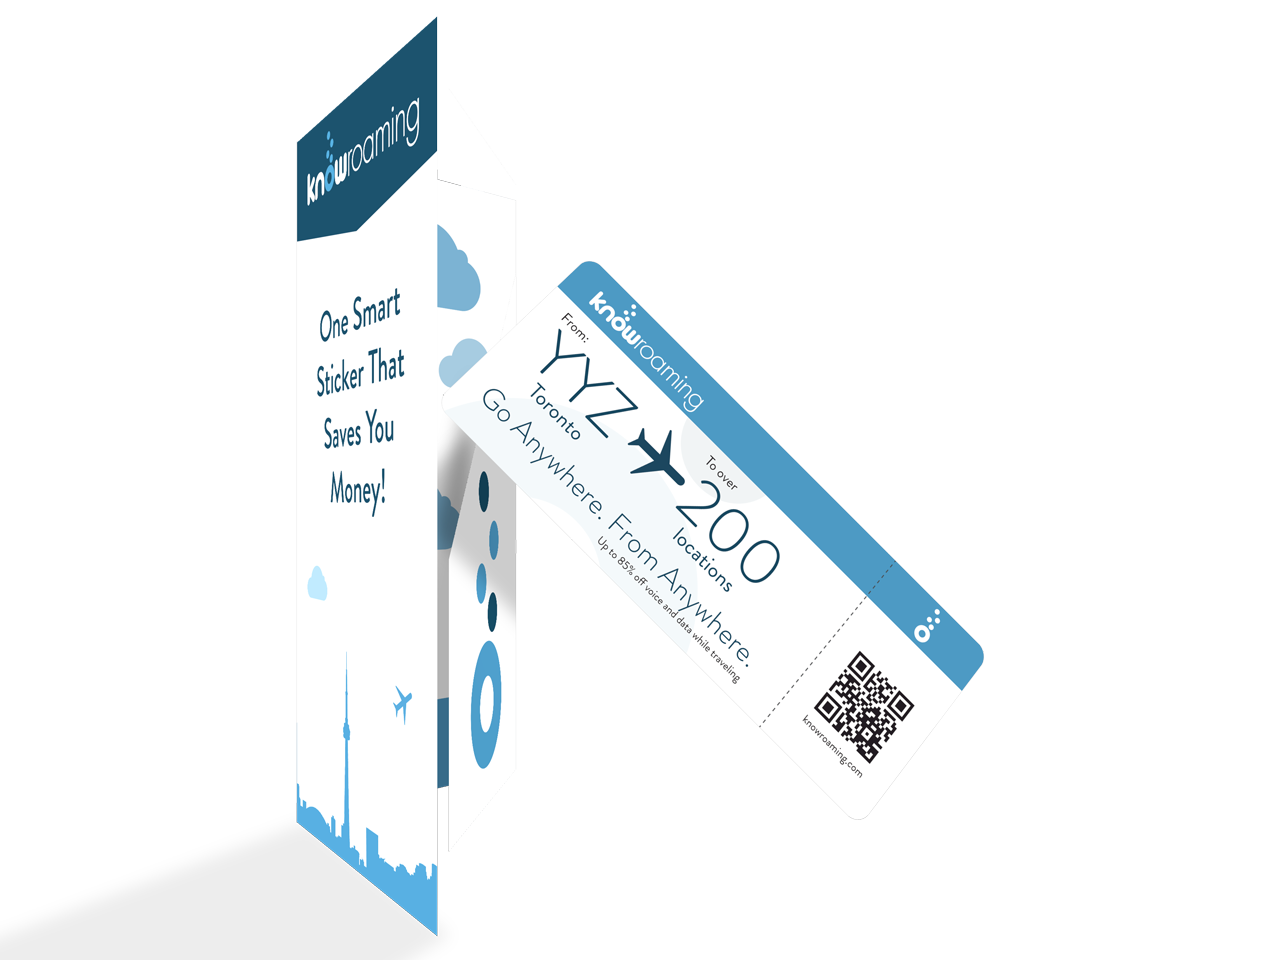 knowroaming
One Smart
Sticker That
Saves You
Money!
knowroaming
From:
YYZ
Toronto
To over
200
locations
Go Anywhere. From Anywhere.
Up to 85% off voice and data while traveling
knowroaming.com